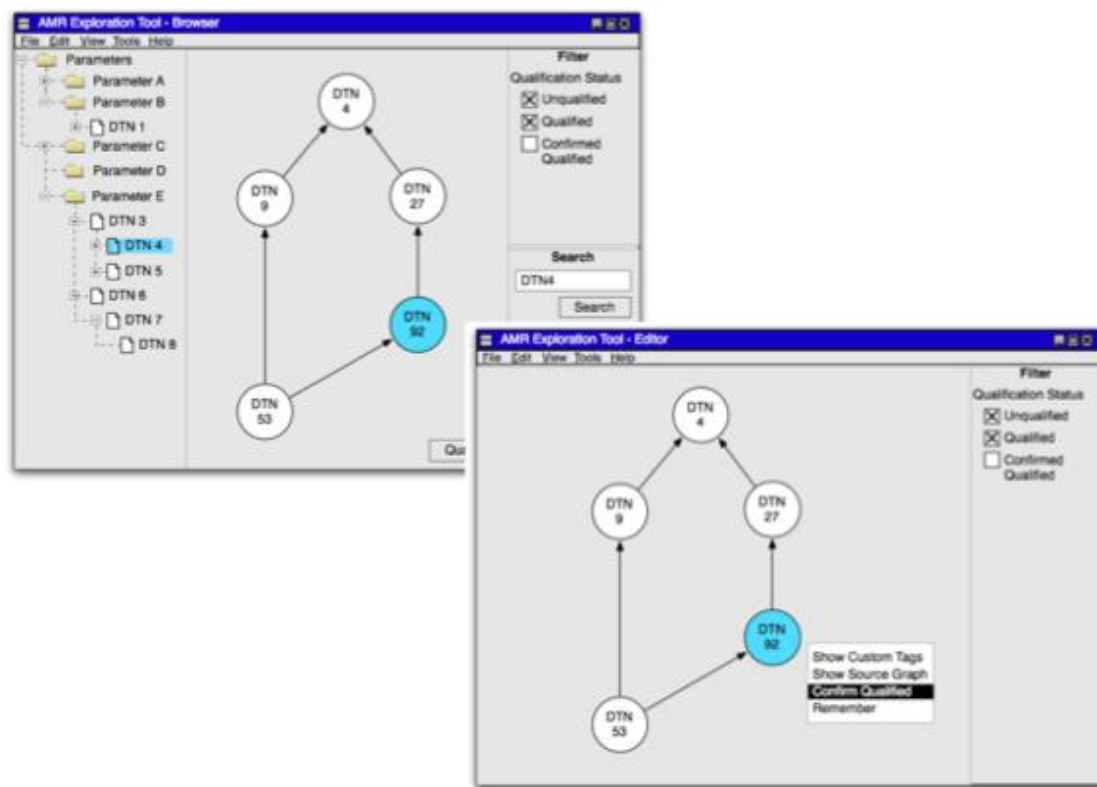 AMR Exploration Tool - Browser
File Edit View Tools Help
Parameters
Parameter A
Parameter B
DTN 1
Parameter C
Parameter D
Parameter E
DTN 3
DTN 4
DTN 5
DTN 6
DTN 7
DTN 8
DTN
4
DTN
9
DTN
27
DTN
92
DTN
53
Filter
Qualification Status
Unqualified
Qualified
Confirmed
Qualified
Search
DTN4
Search
AMR Exploration Tool - Editor
File Edit View Tools Help
DTN
4
DTN
9
DTN
27
DTN
92
DTN
53
Show Custom Tags
Show Source Graph
Confirm Qualified
Remember
Filter
Qualification Status
Unqualified
Qualified
Confirmed
Qualified